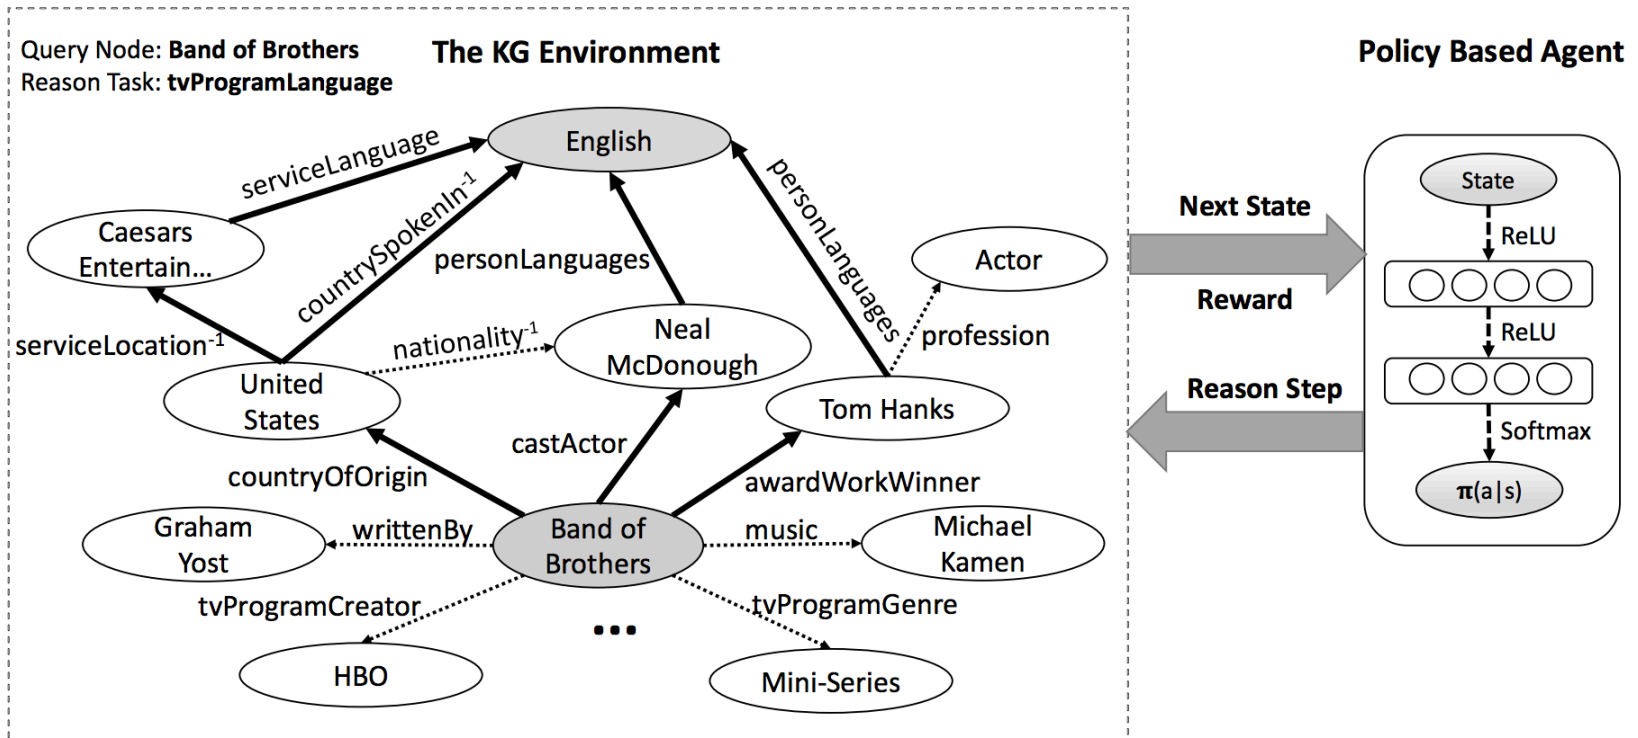 Query Node: Band of Brothers
Reason Task: tvProgramLanguage
The KG Environment
Policy Based Agent
English
serviceLanguage
countrySpokenIn-1
personLanguages
personLanguages
Caesars
Entertain...
Actor
serviceLocation-1
nationality-1
Neal
McDonough
profession
United
States
Tom Hanks
castActor
countryOfOrigin
awardWorkWinner
Graham
Yost
writtenBy
Band of
Brothers
music
Michael
Kamen
tvProgramCreator
tvProgramGenre
...
HBO
Mini-Series
Next State
Reward
Reason Step
State
ReLU
ReLU
Softmax
π(a|s)